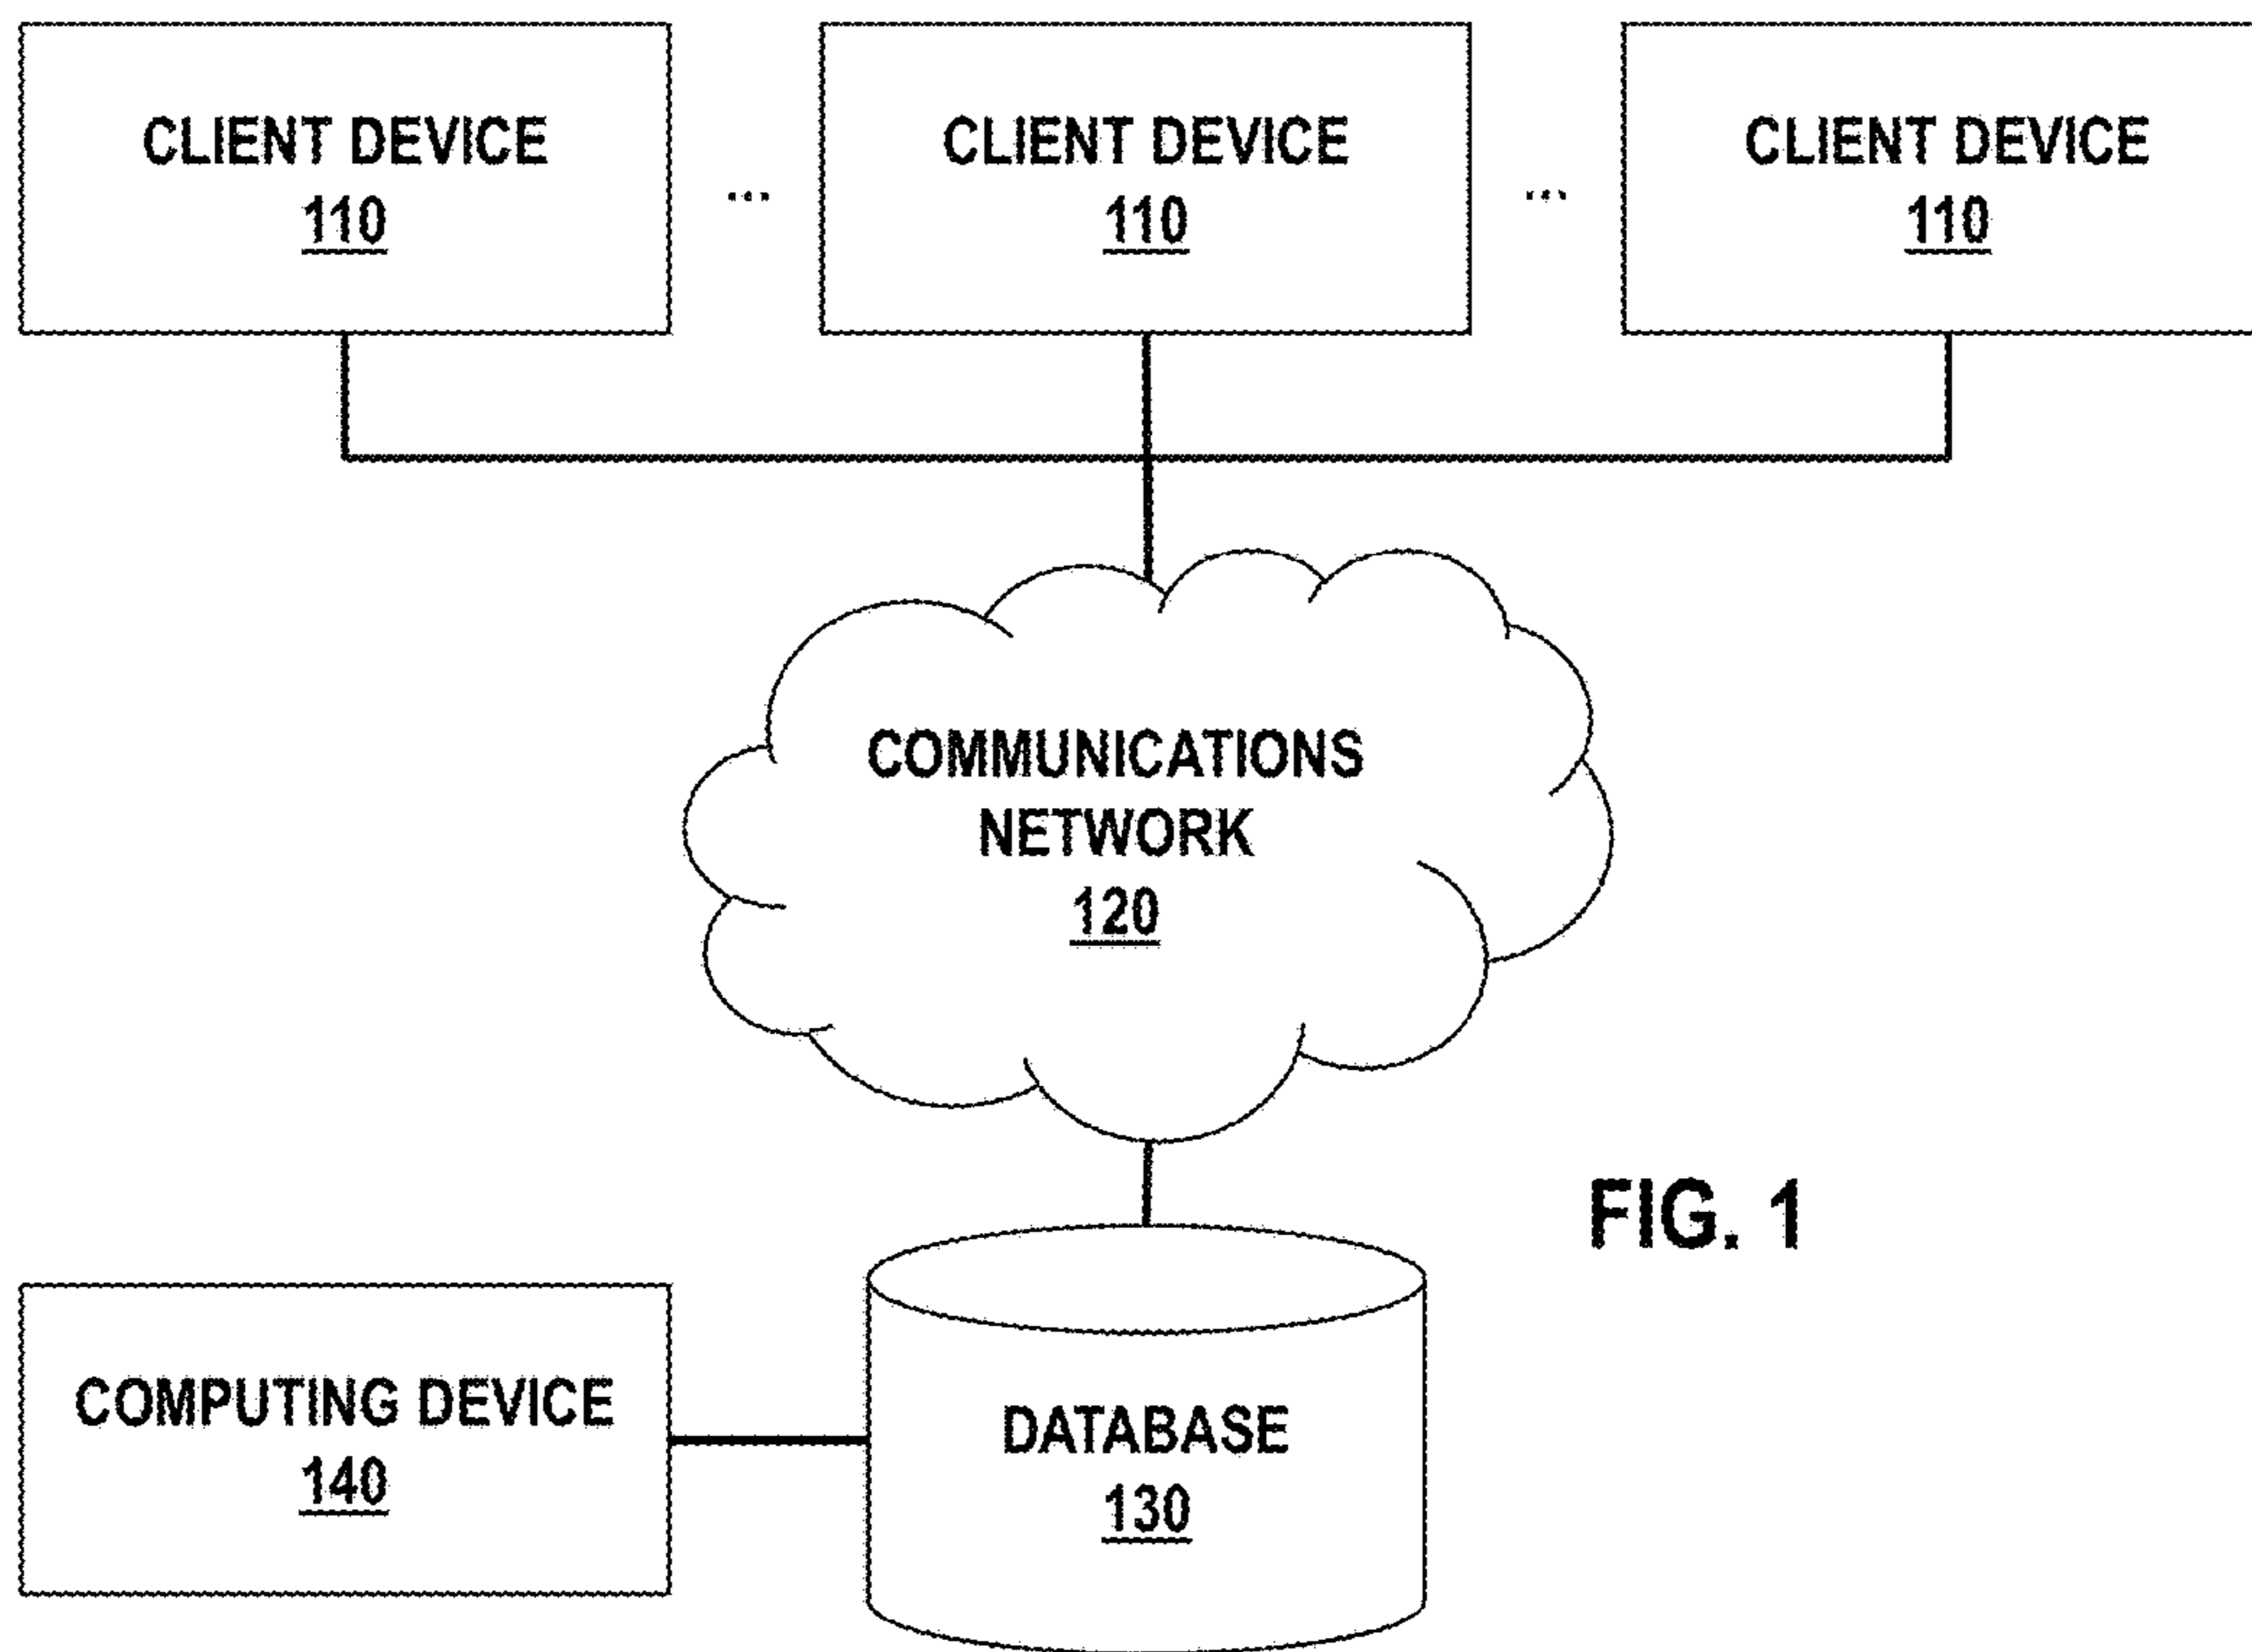 CLIENT DEVICE
110
...
CLIENT DEVICE
110
...
CLIENT DEVICE
110
COMMUNICATIONS
NETWORK
120
FIG. 1
COMPUTING DEVICE
140
DATABASE
130